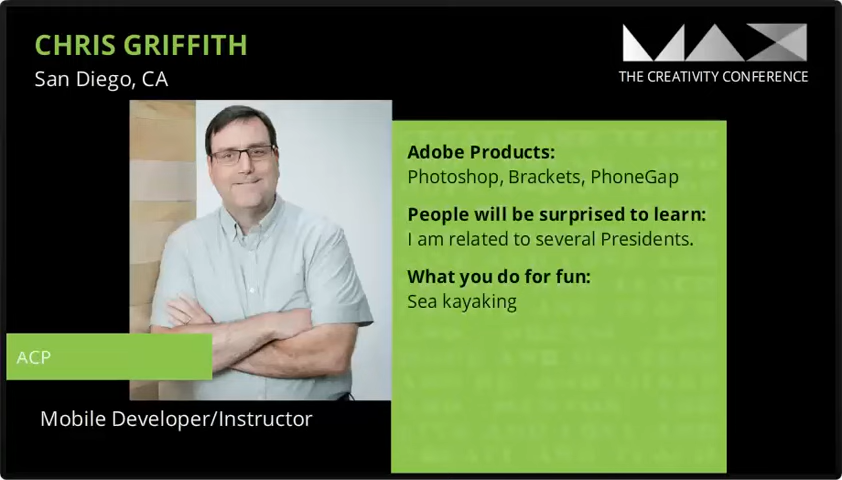 CHRIS GRIFFITH
San Diego, CA
MAX
THE CREATIVITY CONFERENCE
Adobe Products:
Photoshop, Brackets, PhoneGap
People will be surprised to learn:
I am related to several Presidents.
What you do for fun:
Sea kayaking
ACP
Mobile Developer/Instructor